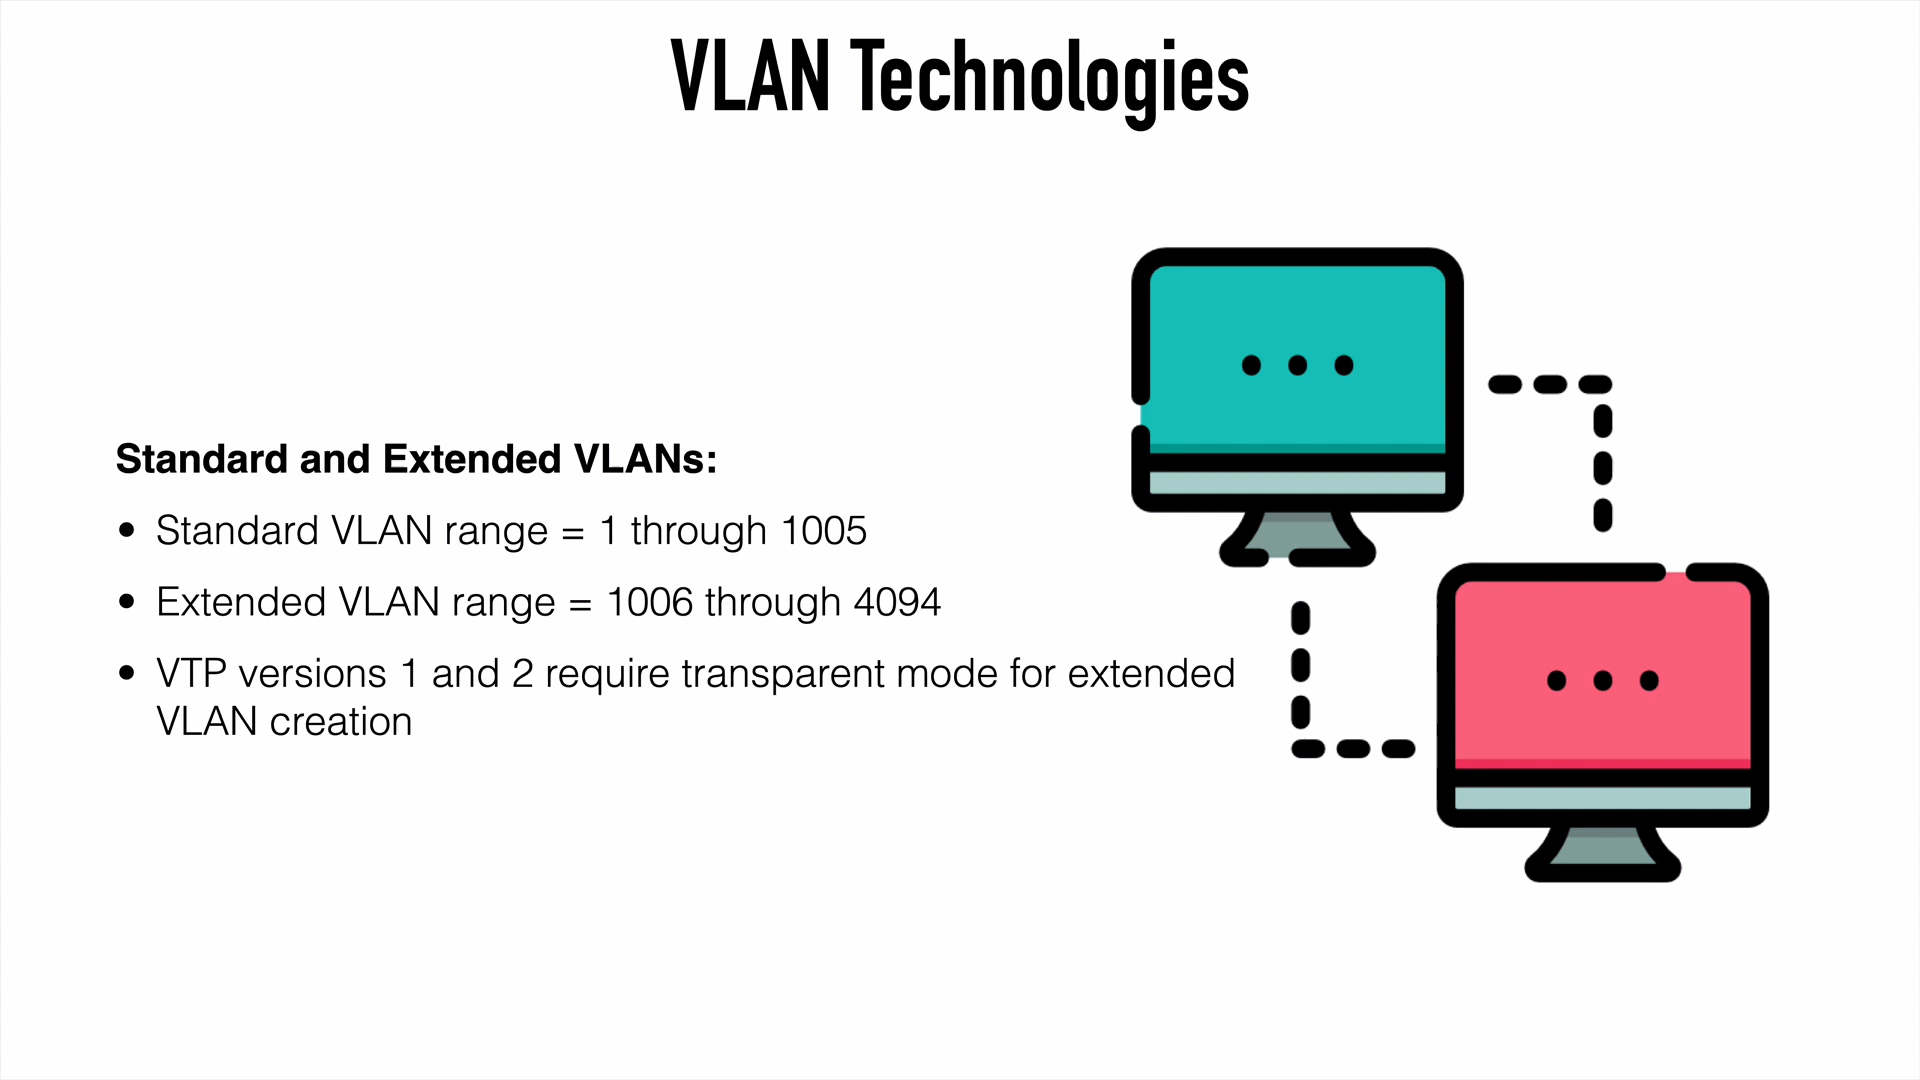 VLAN Technologies
Standard and Extended VLANs:
• Standard VLAN range = 1 through 1005
• Extended VLAN range = 1006 through 4094
• VTP versions 1 and 2 require transparent mode for extended
VLAN creation